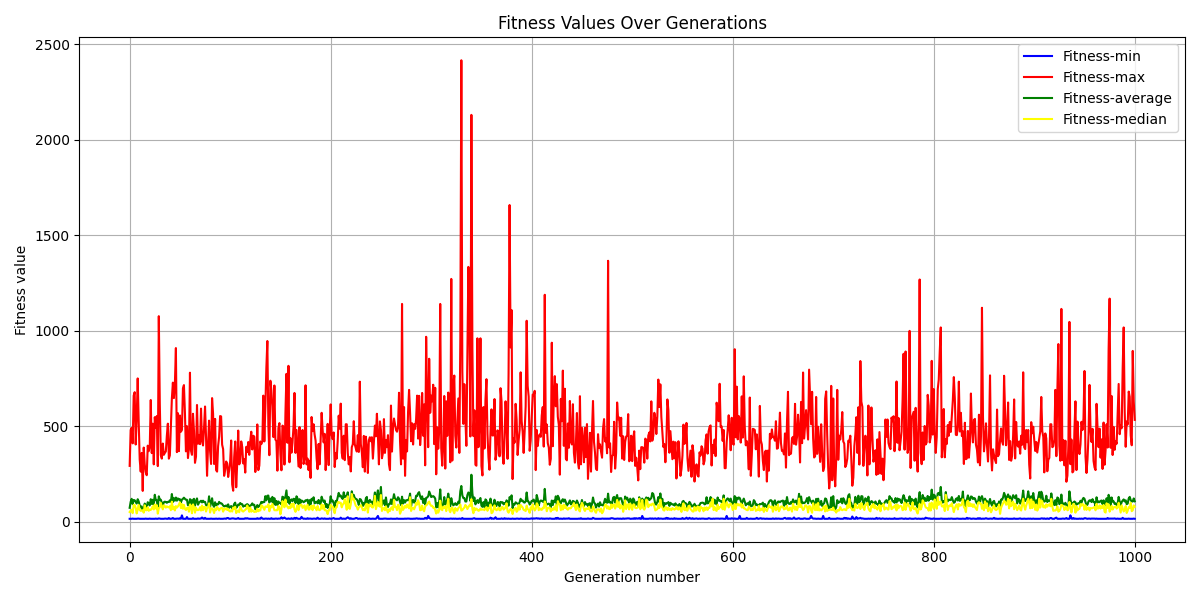 Fitness Values Over Generations
2500
2000
1500
1000
500
0
Fitness value
Fitness-min
Fitness-max
Fitness-average
Fitness-median
0
200
400
600
800
1000
Generation number